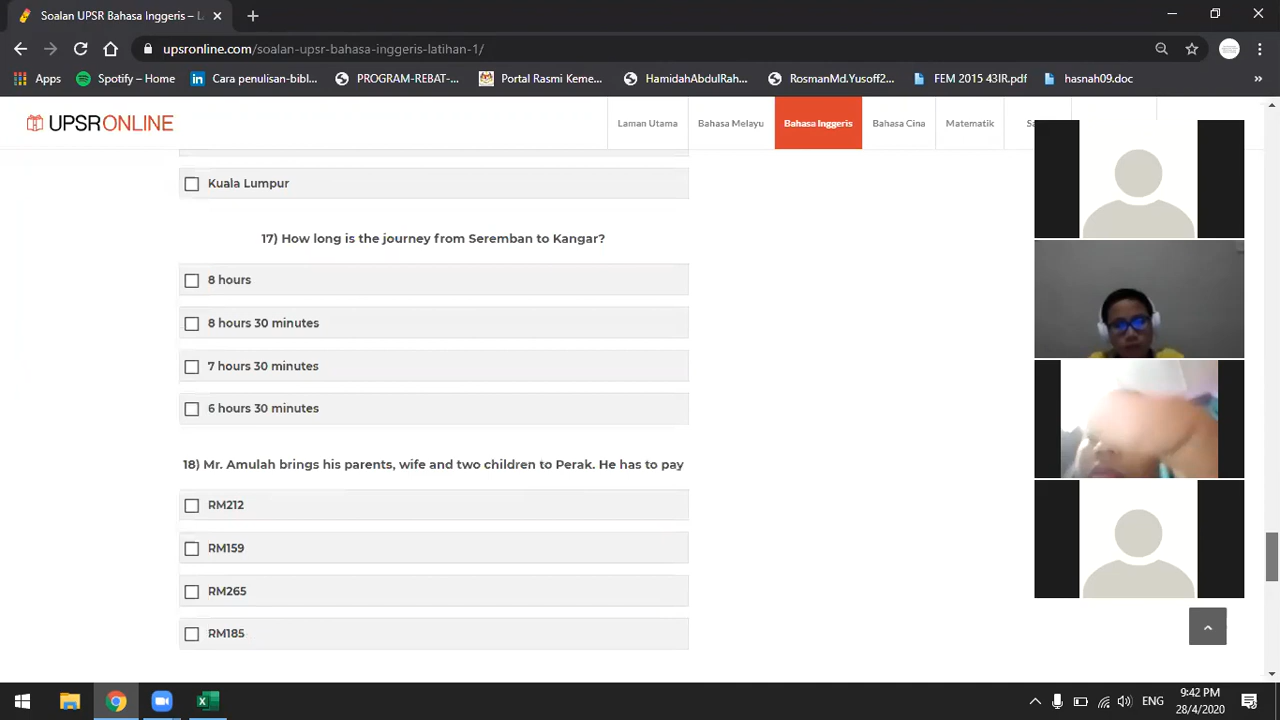 Soalan UPSR Bahasa Inggeris – L
upsronline.com/soalan-upsr-bahasa-inggeris-latihan-1/
Apps
Spotify – Home
Cara penulisan-bibl...
PROGRAM-REBAT-...
Portal Rasmi Keme...
HamidahAbdulRah...
RosmanMd.Yusoff2...
FEM 2015 43IR.pdf
hasnah09.doc
»
UPSRONLINE
Laman Utama
Bahasa Melayu
Bahasa Inggeris
Bahasa Cina
Matematik
Sa
Kuala Lumpur
17) How long is the journey from Seremban to Kangar?
8 hours
8 hours 30 minutes
7 hours 30 minutes
6 hours 30 minutes
18) Mr. Amulah brings his parents, wife and two children to Perak. He has to pay
RM212
RM159
RM265
RM185
ENG
9:42 PM
28/4/2020